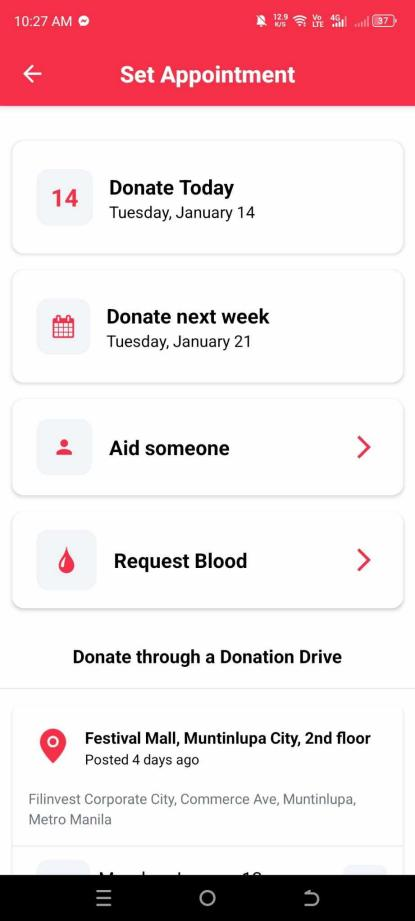 10:27 AM
12.9 K/S Vo LTE 4G 37
Set Appointment
14
Donate Today
Tuesday, January 14
Donate next week
Tuesday, January 21
Aid someone
Request Blood
Donate through a Donation Drive
Festival Mall, Muntinlupa City, 2nd floor
Posted 4 days ago
Filinvest Corporate City, Commerce Ave, Muntinlupa,
Metro Manila